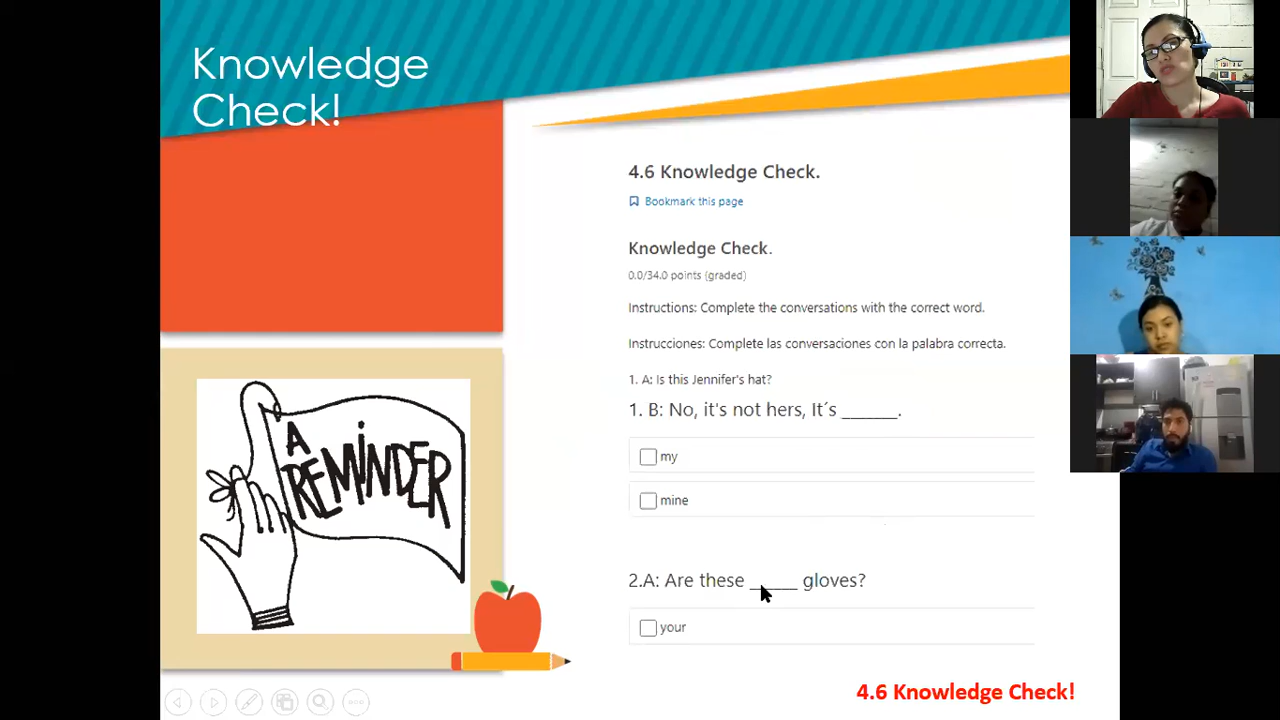 Knowledge
Check!
4.6 Knowledge Check.
Bookmark this page
Knowledge Check.
0.0/34.0 points (graded)
Instructions: Complete the conversations with the correct word.
Instrucciones: Complete las conversaciones con la palabra correcta.
1. A: Is this Jennifer's hat?
1. B: No, it's not hers, It´s ______.
my
mine
2.A: Are these _____ gloves?
your
A
REMINDER
4.6 Knowledge Check!